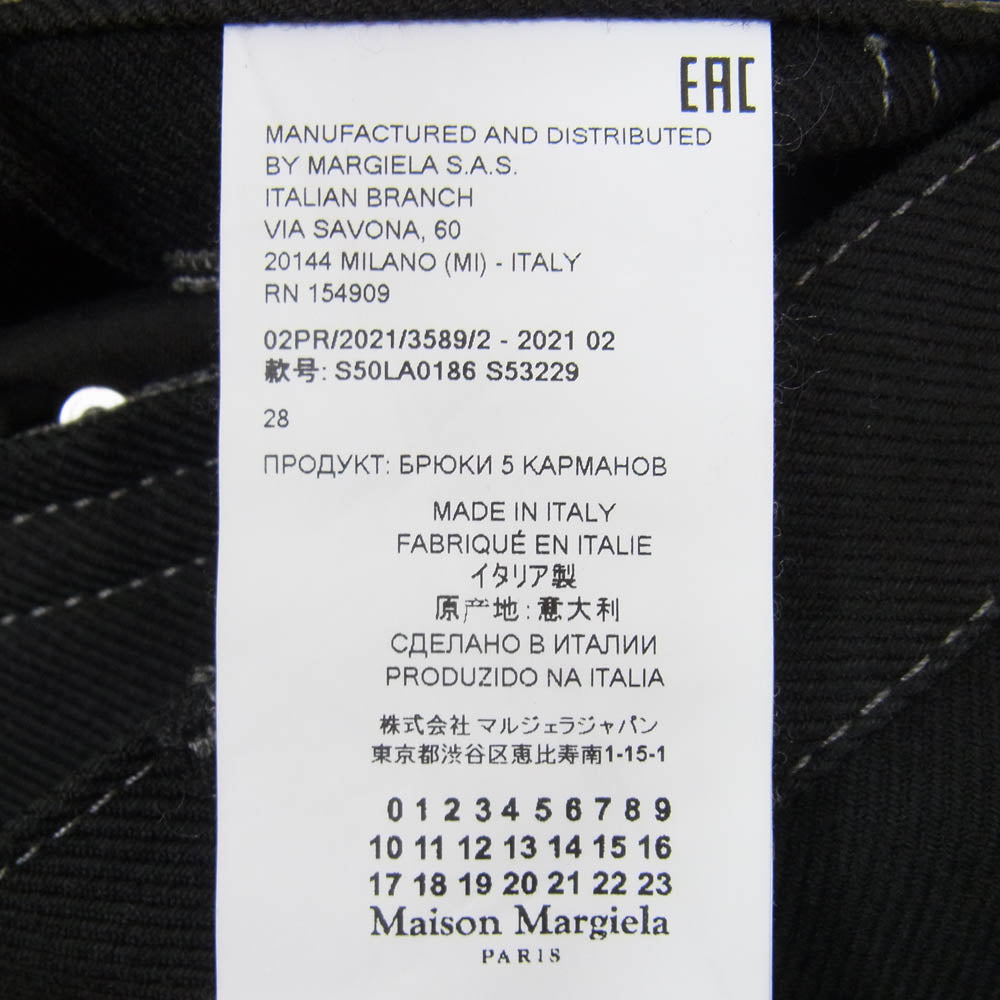 EAC
MANUFACTURED AND DISTRIBUTED
BY MARGIELA S.A.S.
ITALIAN BRANCH
VIA SAVONA, 60
20144 MILANO (MI) - ITALY
RN 154909
02PR/2021/3589/2 - 2021 02
款号: S50LA0186 S53229
28
ПРОДУКТ: БРЮКИ 5 КАРМАНОВ
MADE IN ITALY
FABRIQUÉ EN ITALIE
イタリア製
原产地: 意大利
СДЕЛАНО В ИТАЛИИ
PRODUZIDO NA ITALIA
株式会社 マルジェラジャパン
東京都渋谷区恵比寿南1-15-1
0 1 2 3 4 5 6 7 8 9
10 11 12 13 14 15 16
17 18 19 20 21 22 23
Maison Margiela
PARIS